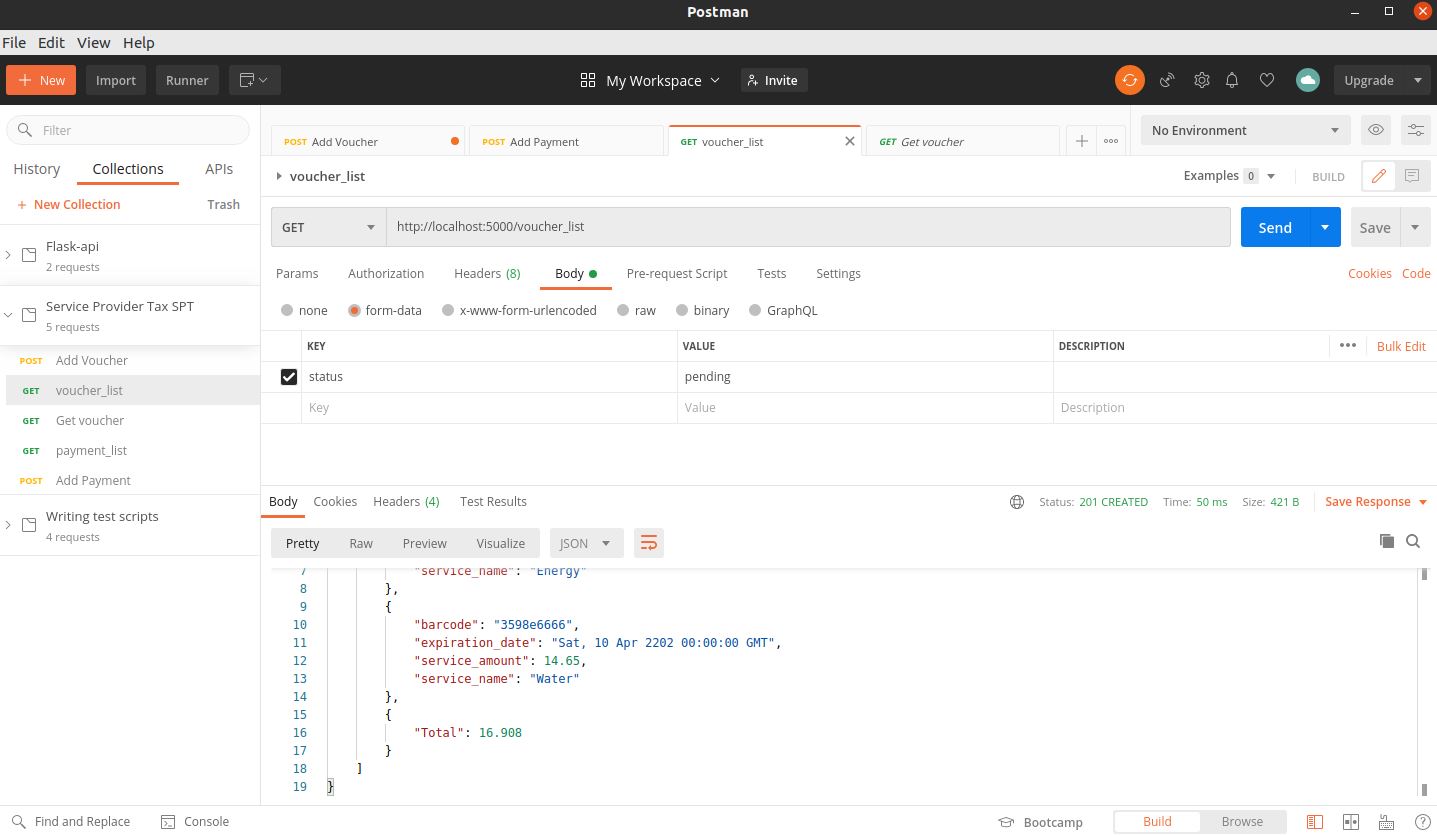 Postman
File Edit View Help
+ New Import Runner My Workspace Invite Upgrade
Filter
History Collections APIs
+ New Collection Trash
Flask-api
2 requests
Service Provider Tax SPT
5 requests
POST Add Voucher
GET voucher_list
GET Get voucher
GET payment_list
POST Add Payment
Writing test scripts
4 requests
POST Add Voucher POST Add Payment GET voucher_list GET Get voucher No Environment
voucher_list Examples 0 BUILD
GET http://localhost:5000/voucher_list Send Save
Params Authorization Headers (8) Body Pre-request Script Tests Settings Cookies Code
none form-data x-www-form-urlencoded raw binary GraphQL
KEY VALUE DESCRIPTION ••• Bulk Edit
status pending
Key Value Description
Body Cookies Headers (4) Test Results Status: 201 CREATED Time: 50 ms Size: 421 B Save Response
Pretty Raw Preview Visualize JSON
7 "service_name": "Energy"
8 },
9 {
10 "barcode": "3598e6666",
11 "expiration_date": "Sat, 10 Apr 2202 00:00:00 GMT",
12 "service_amount": 14.65,
13 "service_name": "Water"
14 },
15 {
16 "Total": 16.908
17 }
18 ]
19 }
Find and Replace Console Bootcamp Build Browse